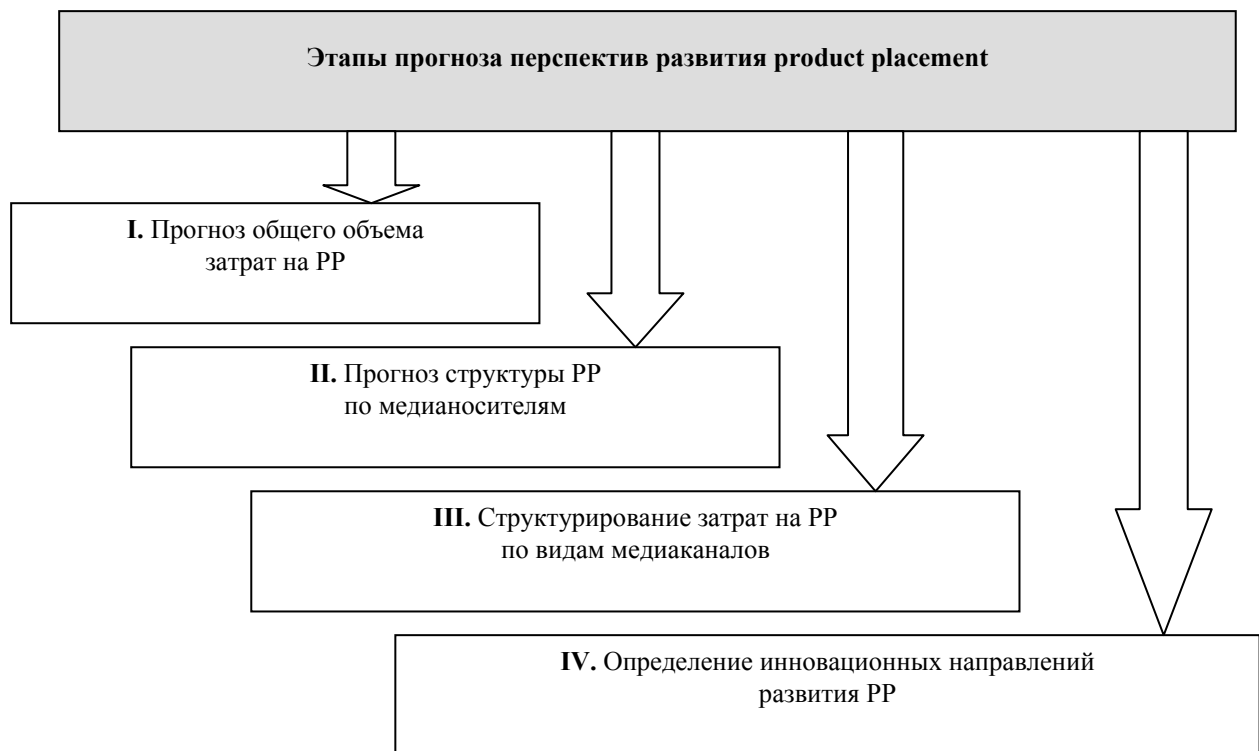 Этапы прогноза перспектив развития product placement
I. Прогноз общего объема
затрат на PP
II. Прогноз структуры PP
по медианосителям
III. Структурирование затрат на PP
по видам медиаканалов
IV. Определение инновационных направлений
развития PP